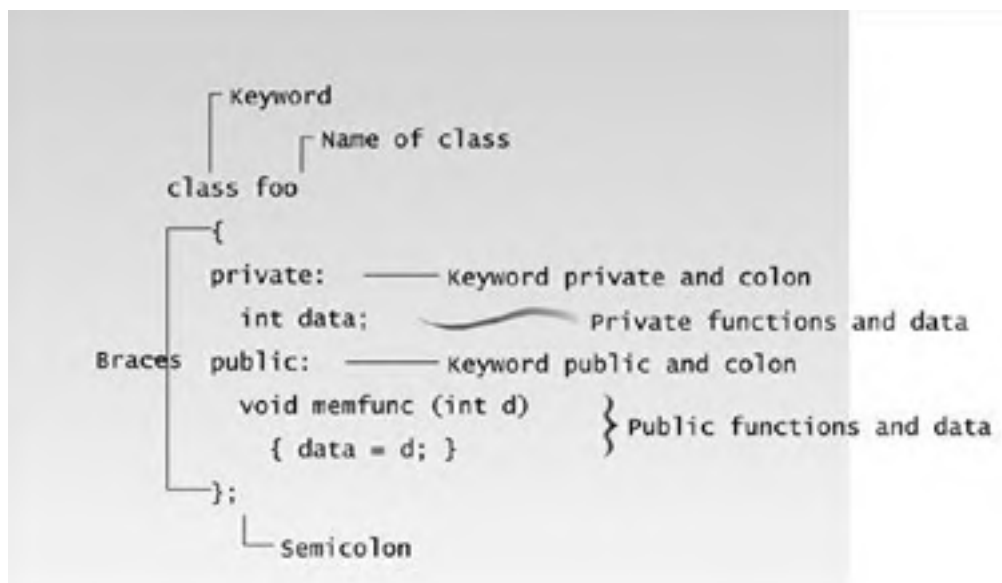 Keyword
Name of class
class foo
{
private: Keyword private and colon
int data; Private functions and data
Braces public: Keyword public and colon
void memfunc (int d)
} Public functions and data
{ data = d; }
};
Semicolon